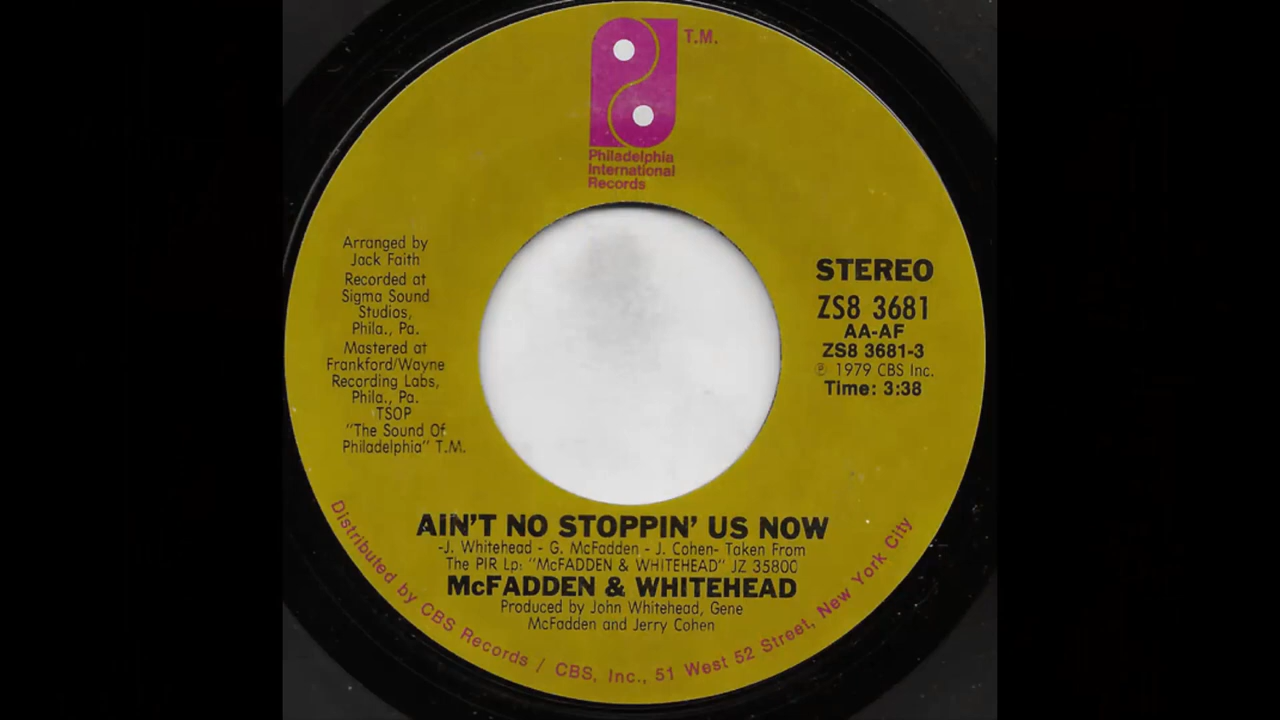 T.M.
Philadelphia
International
Records
Arranged by
Jack Faith
Recorded at
Sigma Sound
Studios,
Phila., Pa.
Mastered at
Frankford/Wayne
Recording Labs,
Phila., Pa.
TSOP
"The Sound Of
Philadelphia" T.M.
STEREO
ZS8 3681
AA-AF
ZS8 3681-3
℗ 1979 CBS Inc.
Time: 3:38
AIN'T NO STOPPIN' US NOW
-J. Whitehead - G. McFadden - J. Cohen- Taken From
The PIR Lp: "McFADDEN & WHITEHEAD" JZ 35800
McFADDEN & WHITEHEAD
Produced by John Whitehead, Gene
McFadden and Jerry Cohen
Distributed by CBS Records / CBS, Inc., 51 West 52 Street, New York City